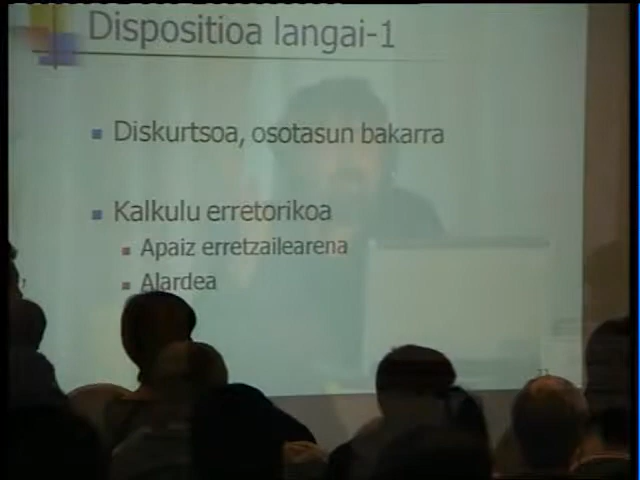 Dispositioa langai-1
Diskurtsoa, osotasun bakarra
Kalkulu erretorikoa
Apaiz erretzailearena
Alardea